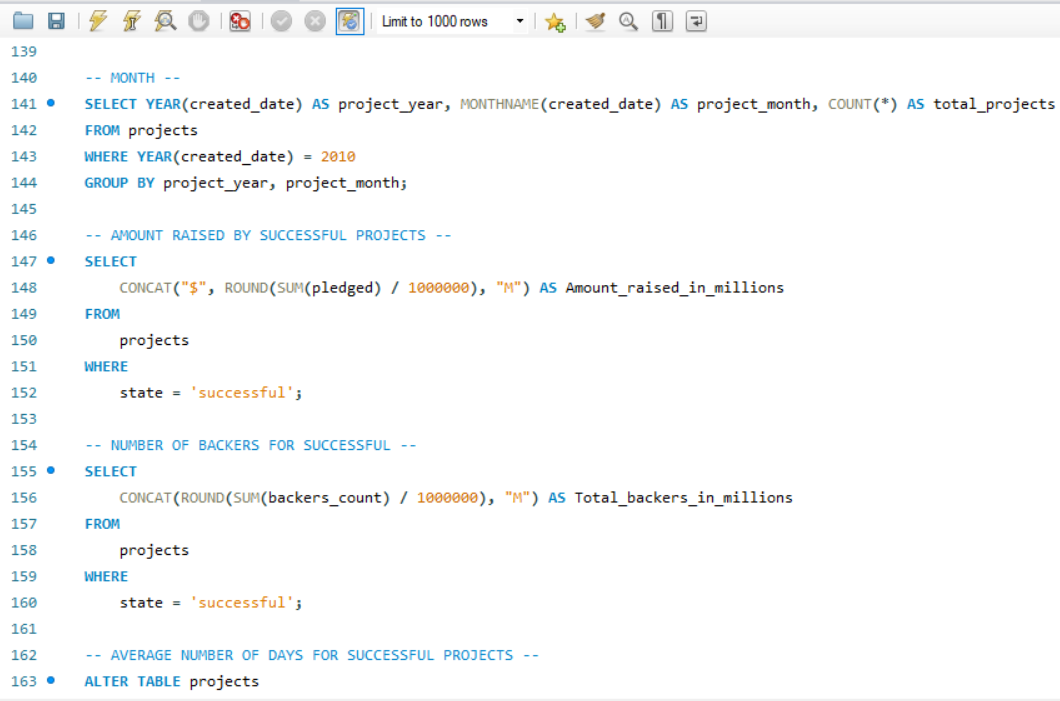 Limit to 1000 rows
139
140 -- MONTH --
141 SELECT YEAR(created_date) AS project_year, MONTHNAME(created_date) AS project_month, COUNT(*) AS total_projects
142 FROM projects
143 WHERE YEAR(created_date) = 2010
144 GROUP BY project_year, project_month;
145
146 -- AMOUNT RAISED BY SUCCESSFUL PROJECTS --
147 SELECT
148 CONCAT("$", ROUND(SUM(pledged) / 1000000), "M") AS Amount_raised_in_millions
149 FROM
150 projects
151 WHERE
152 state = 'successful';
153
154 -- NUMBER OF BACKERS FOR SUCCESSFUL --
155 SELECT
156 CONCAT(ROUND(SUM(backers_count) / 1000000), "M") AS Total_backers_in_millions
157 FROM
158 projects
159 WHERE
160 state = 'successful';
161
162 -- AVERAGE NUMBER OF DAYS FOR SUCCESSFUL PROJECTS --
163 ALTER TABLE projects